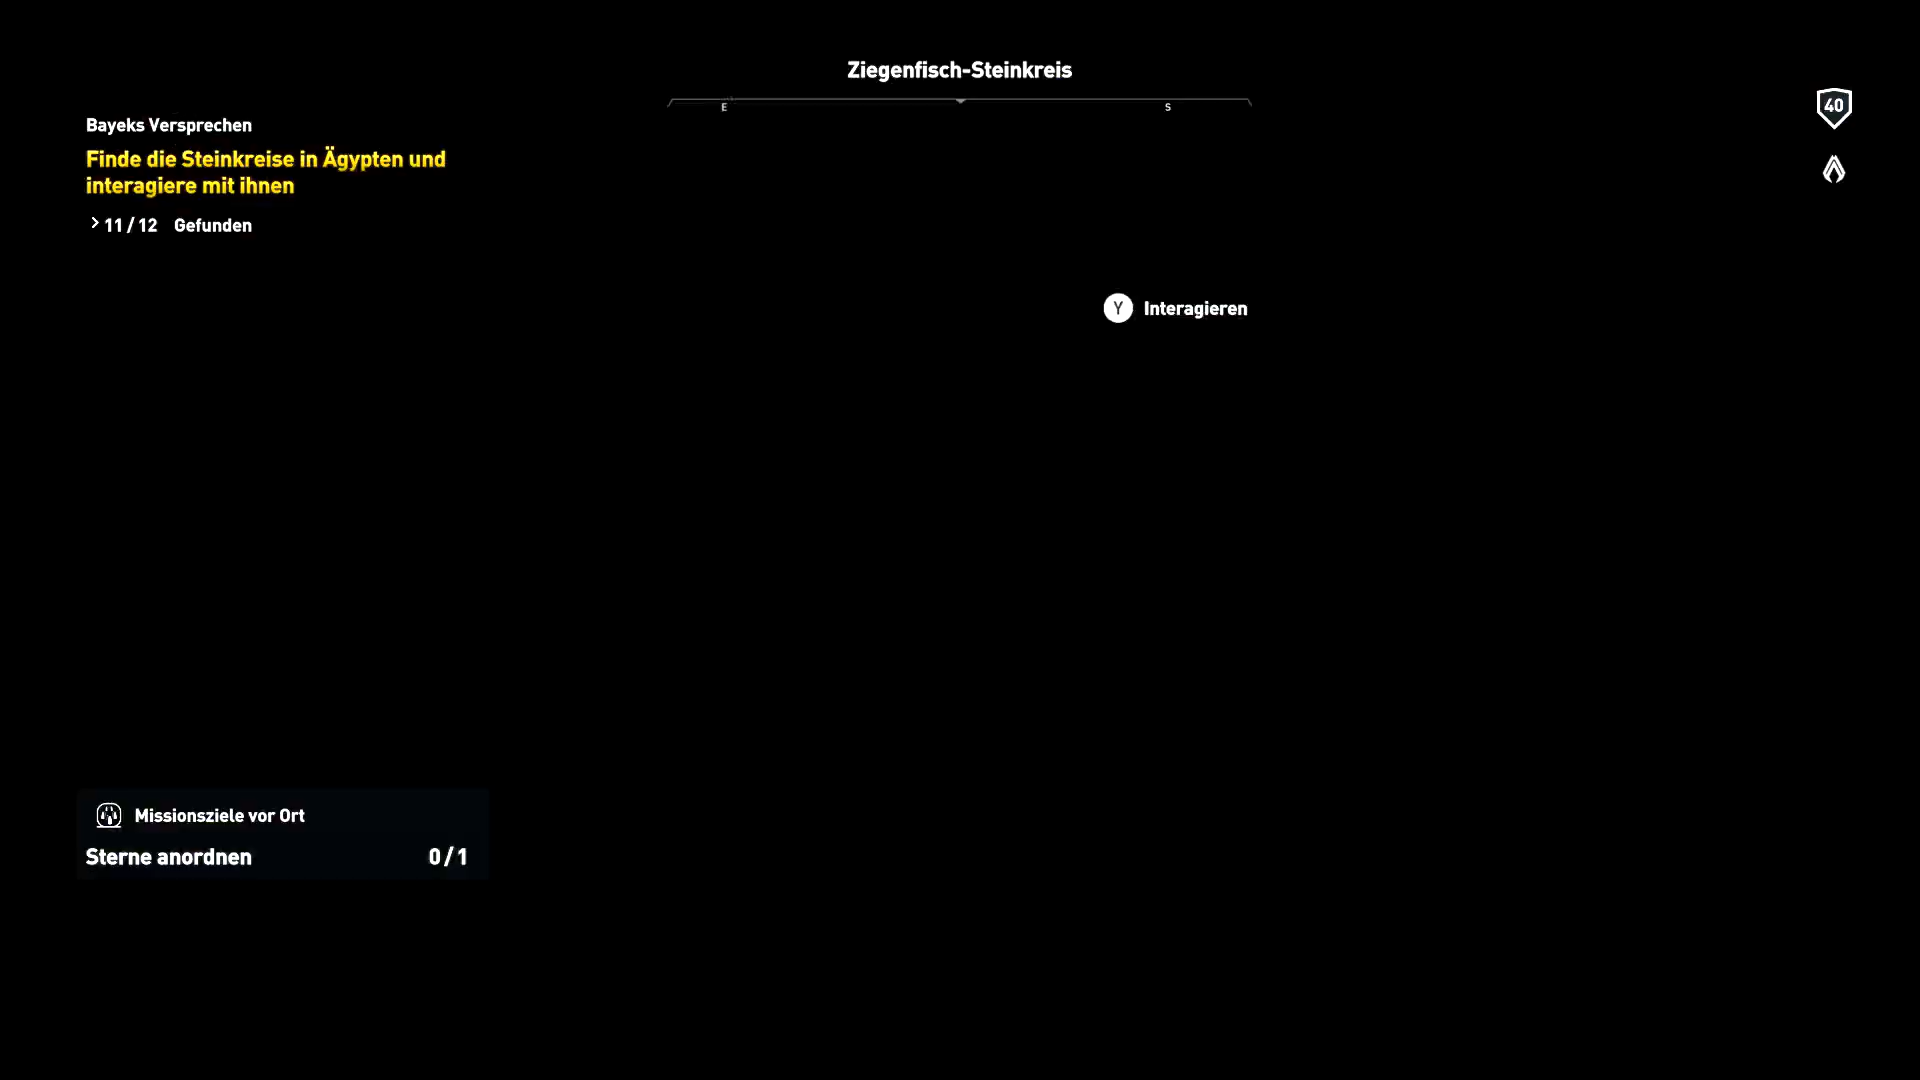 Ziegenfisch-Steinkreis
E
S
40
Bayeks Versprechen
Finde die Steinkreise in Ägypten und
interagiere mit ihnen
> 11 / 12 Gefunden
Y Interagieren
Missionsziele vor Ort
Sterne anordnen 0 / 1